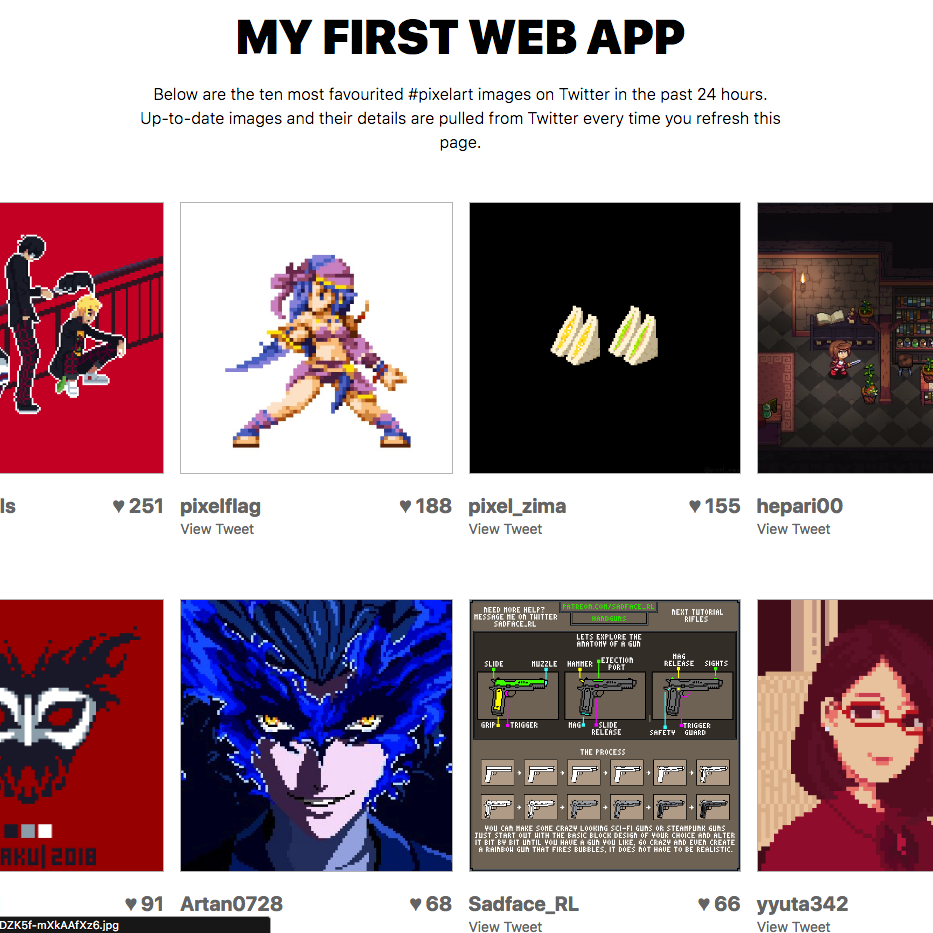 MY FIRST WEB APP
Below are the ten most favourited #pixelart images on Twitter in the past 24 hours.
Up-to-date images and their details are pulled from Twitter every time you refresh this
page.
ls ♥ 251
pixelflag ♥ 188
View Tweet
pixel_zima ♥ 155
View Tweet
hepari00
View Tweet
AKU| 2018
NEED MORE HELP?
MESSAGE ME ON TWITTER
SADFACE_RL
PATREON.COM/SADFACE_RL
HANDGUNS
NEXT TUTORIAL
RIFLES
LETS EXPLORE THE
ANATOMY OF A GUN
SLIDE MUZZLE
GRIP TRIGGER
HAMMER EJECTION
PORT
MAG SLIDE
RELEASE
MAG
RELEASE SIGHTS
SAFETY TRIGGER
GUARD
THE PROCESS
YOU CAN MAKE SOME CRAZY LOOKING SCI-FI GUNS OR STEAMPUNK GUNS
JUST START OUT WITH THE BASIC BLOCK DESIGN OF YOUR CHOICE AND ALTER
IT BIT BY BIT UNTIL YOU HAVE A GUN YOU LIKE, GO CRAZY AND EVEN CREATE
A RAINBOW GUN THAT FIRES BUBBLES, IT DOES NOT HAVE TO BE REALISTIC.
♥ 91
Artan0728 ♥ 68
Sadface_RL ♥ 66
View Tweet
yyuta342
View Tweet
DZK5f-mXkAAfXz6.jpg